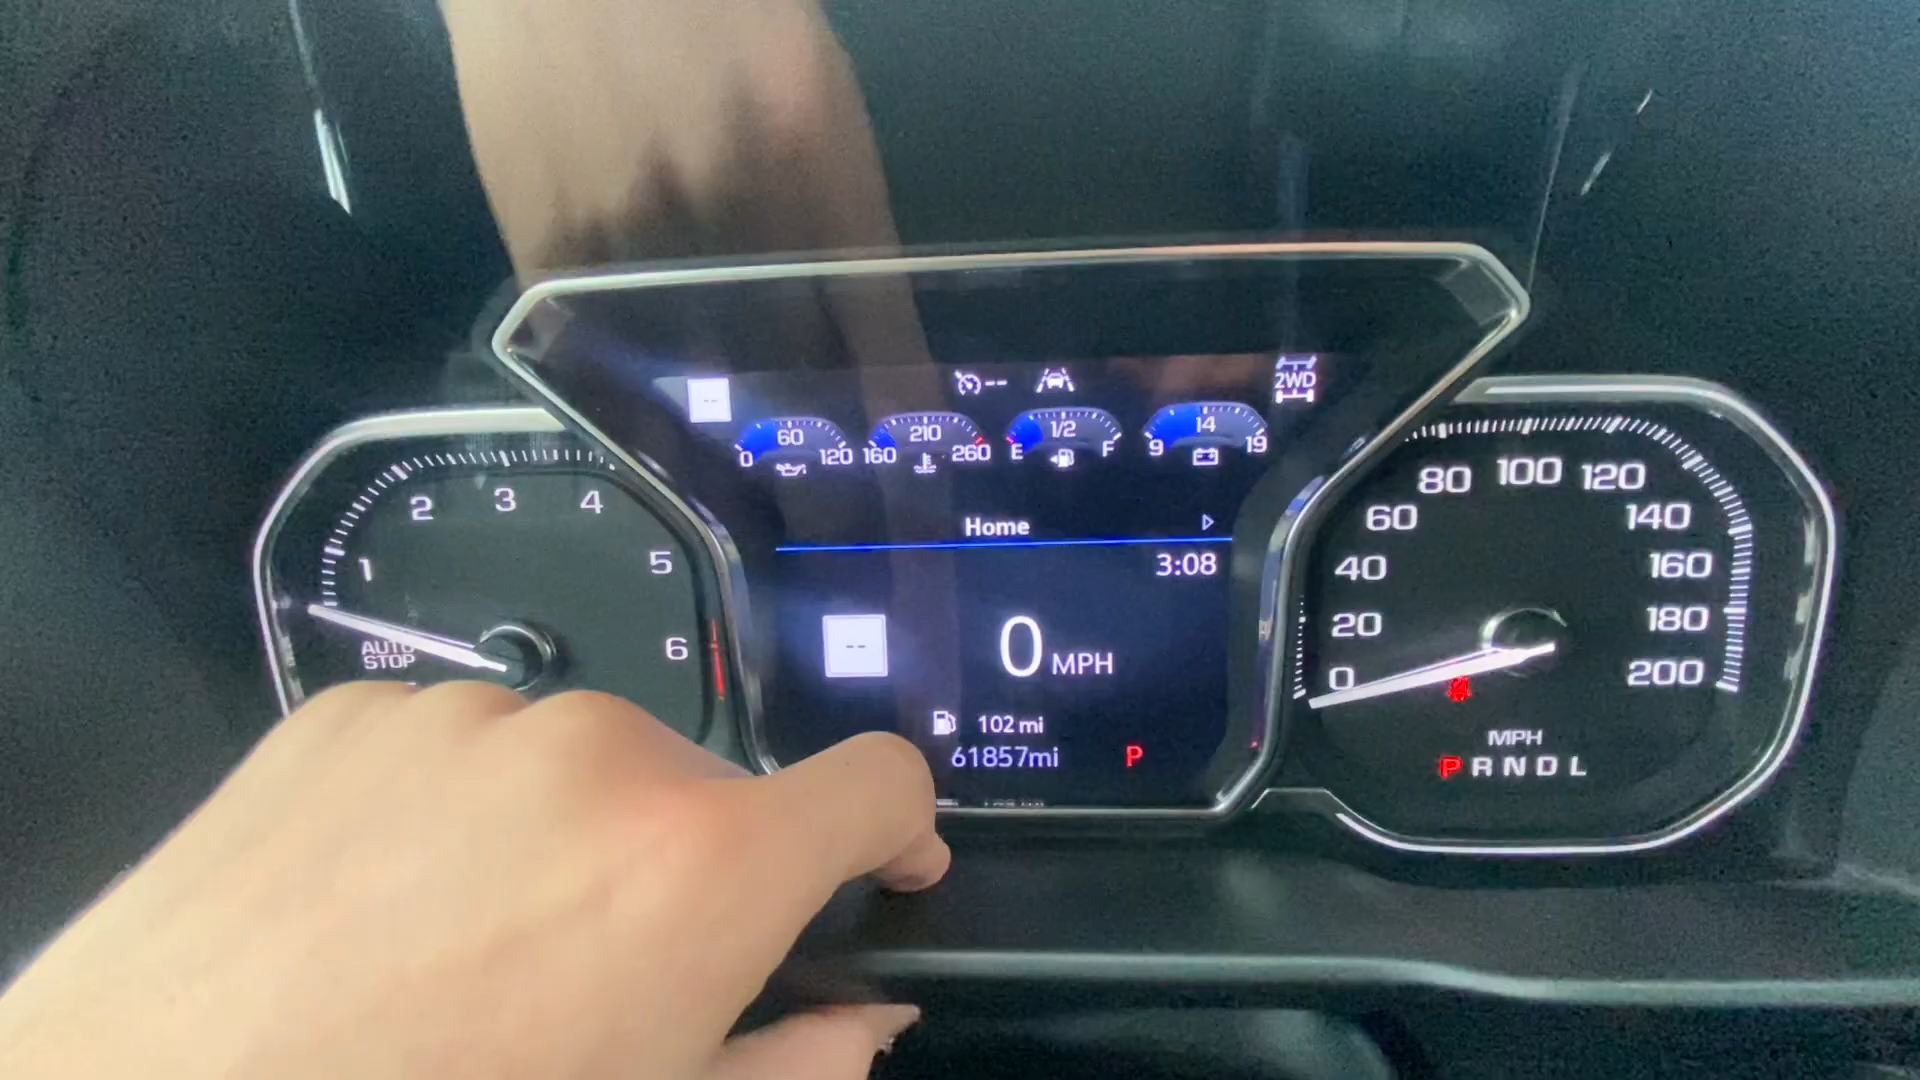 --
--
2WD
60
0 120
210
160 260
1/2
E F
14
9 19
Home
3:08
--
0 MPH
102 mi
61857mi
P
1
2
3
4
5
6
AUTO
STOP
0
20
40
60
80
100
120
140
160
180
200
MPH
P R N D L